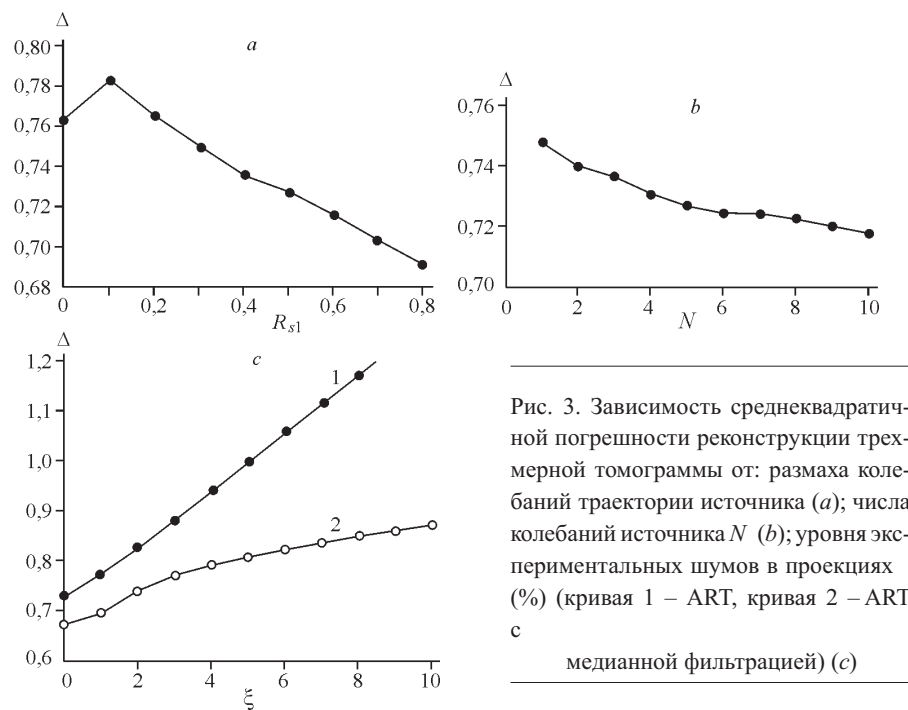 Δ
a
0,80
0,78
0,76
0,74
0,72
0,70
0,68
0 0,2 0,4 0,6 0,8
R_{s1}
Δ
b
0,76
0,74
0,72
0,70
0 2 4 6 8 10
N
Δ
c
1,2
1,1
1,0
0,9
0,8
0,7
0,6
1
2
0 2 4 6 8 10
ξ
Рис. 3. Зависимость среднеквадратич-
ной погрешности реконструкции трех-
мерной томограммы от: размаха коле-
баний траектории источника (a); числа
колебаний источника N (b); уровня экс-
периментальных шумов в проекциях
(%) (кривая 1 – ART, кривая 2 – ART
с
медианной фильтрацией) (c)